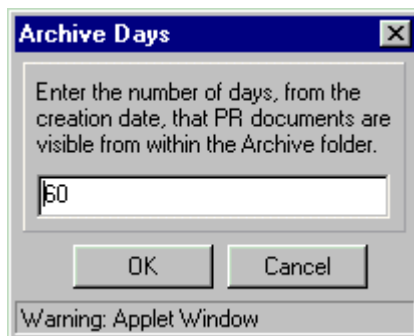 Archive Days
Enter the number of days, from the
creation date, that PR documents are
visible from within the Archive folder.
60
OK Cancel
Warning: Applet Window